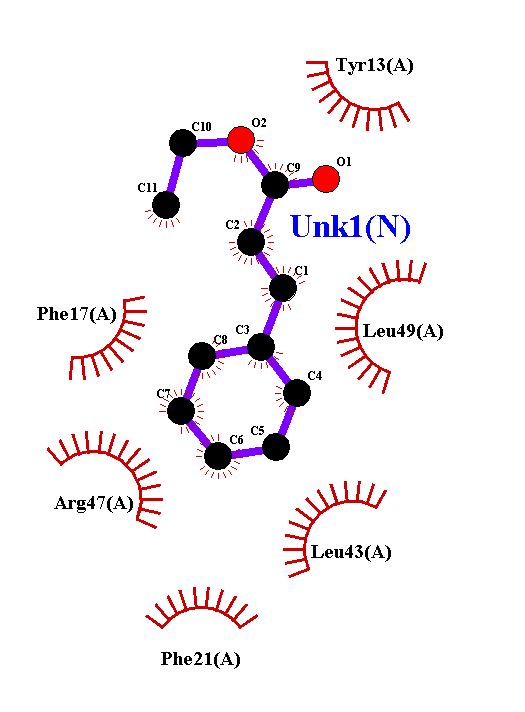 Tyr13(A)
C10
O2
C9
O1
C11
C2
Unk1(N)
C1
Phe17(A)
Leu49(A)
C8
C3
C4
C7
C6
C5
Arg47(A)
Leu43(A)
Phe21(A)